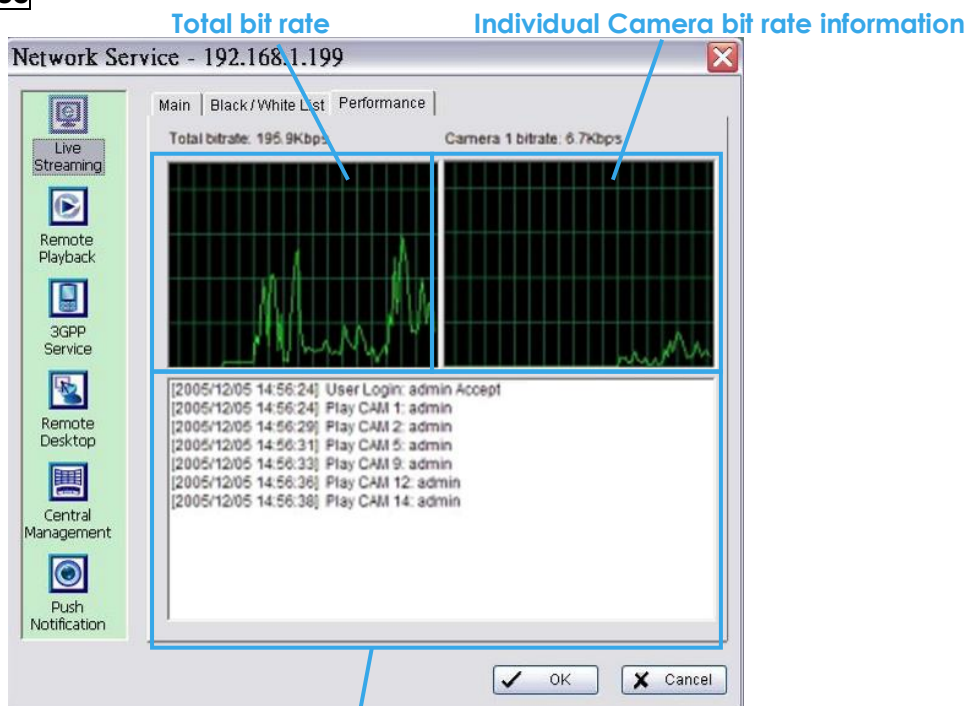 Total bit rate
Individual Camera bit rate information
Network Service - 192.168.1.199
Main
Black / White List
Performance
Total bitrate: 195.9Kbps
Camera 1 bitrate: 6.7Kbps
Live
Streaming
Remote
Playback
3GPP
Service
Remote
Desktop
Central
Management
Push
Notification
[2005/12/05 14:56:24] User Login: admin Accept
[2005/12/05 14:56:24] Play CAM 1: admin
[2005/12/05 14:56:29] Play CAM 2: admin
[2005/12/05 14:56:31] Play CAM 5: admin
[2005/12/05 14:56:33] Play CAM 9: admin
[2005/12/05 14:56:36] Play CAM 12: admin
[2005/12/05 14:56:38] Play CAM 14: admin
OK
Cancel